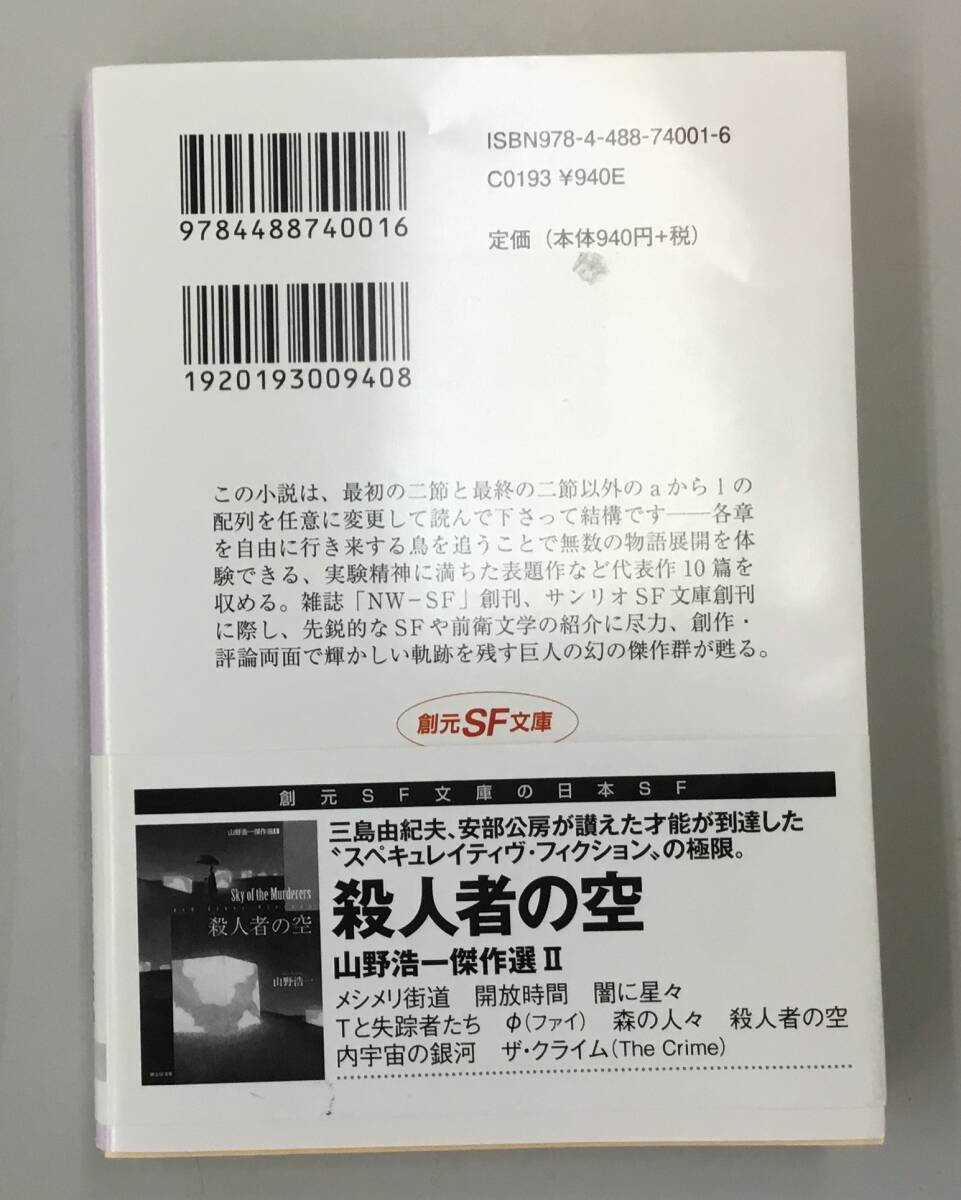 ISBN978-4-488-74001-6
C0193 ¥940E
定価（本体940円+税）
9784488740016
1920193009408
この小説は、最初の二節と最終の二節以外のaからlの
配列を任意に変更して読んで下さって結構です――各章
を自由に行き来する鳥を追うことで無数の物語展開を体
験できる、実験精神に満ちた表題作など代表作10篇を
収める。雑誌「NW－SF」創刊、サンリオSF文庫創刊
に際し、先鋭的なSFや前衛文学の紹介に尽力、創作・
評論両面で輝かしい軌跡を残す巨人の幻の傑作群が甦る。
創元SF文庫
創元SF文庫の日本SF
山野浩一傑作選Ⅱ
Sky of the Murderers
殺人者の空
山野浩一
三島由紀夫、安部公房が讃えた才能が到達した
〝スペキュレイティヴ・フィクション〟の極限。
殺人者の空
山野浩一傑作選Ⅱ
メシメリ街道　開放時間　闇に星々
Tと失踪者たち　Φ(ファイ)　森の人々　殺人者の空
内宇宙の銀河　ザ・クライム(The Crime)